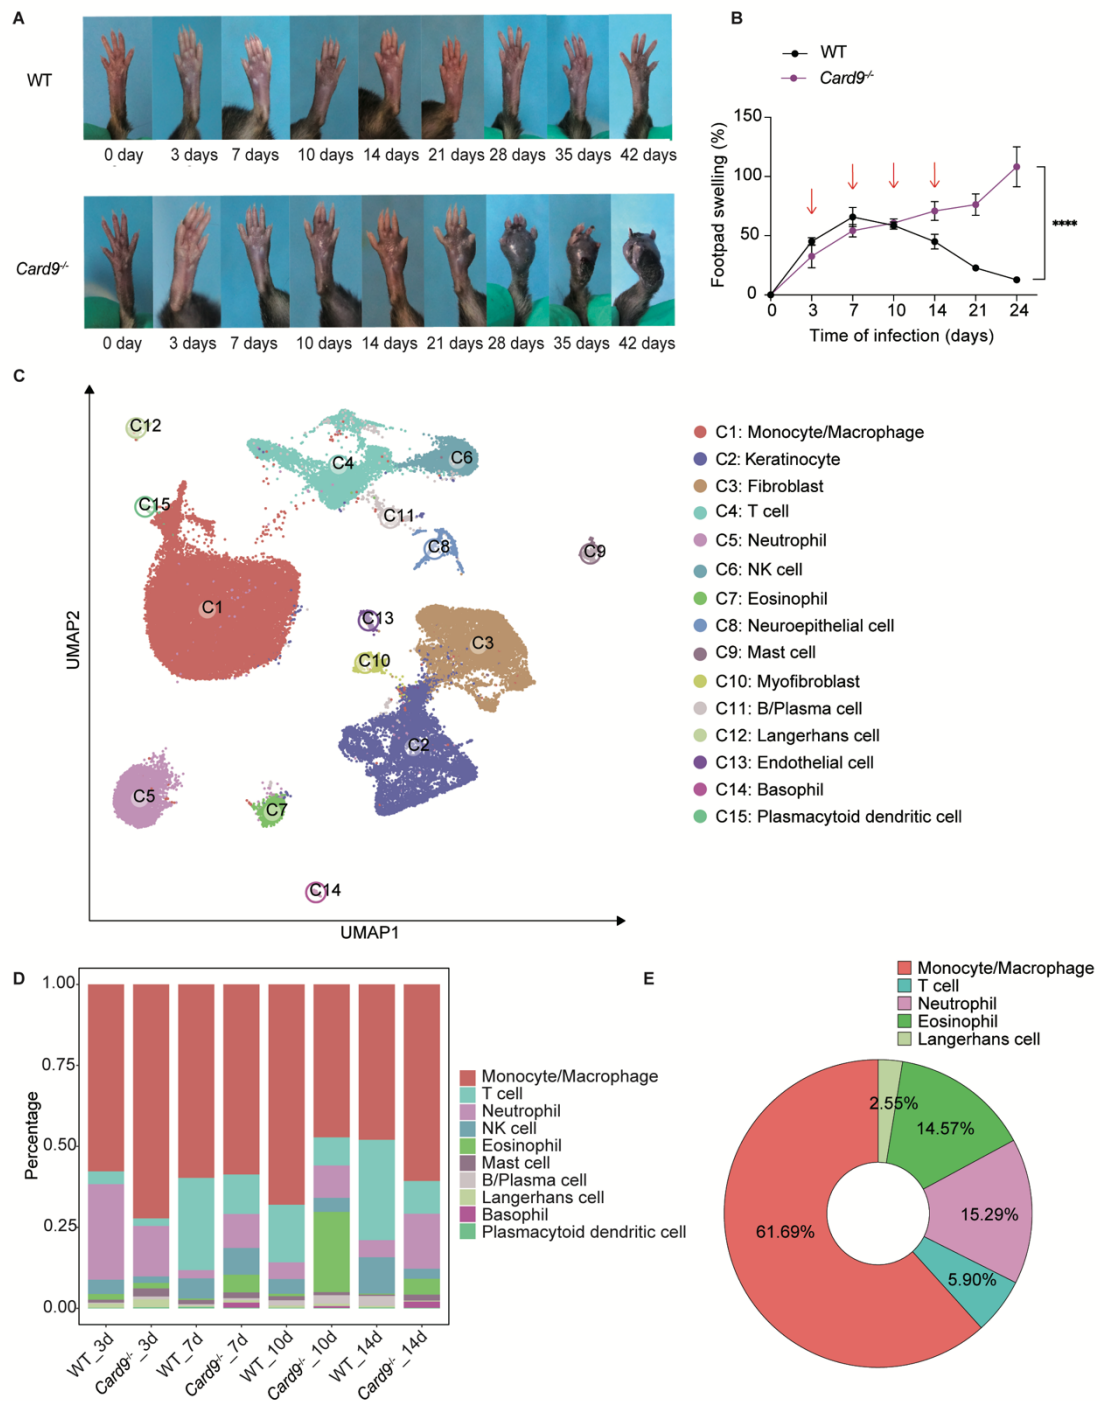 A
WT
0 day 3 days 7 days 10 days 14 days 21 days 28 days 35 days 42 days
Card9-/-
0 day 3 days 7 days 10 days 14 days 21 days 28 days 35 days 42 days
B
WT
Card9-/-
Footpad swelling (%)
150
100
50
0
****
0 3 7 10 14 21 24
Time of infection (days)
C
UMAP2
UMAP1
C12
C15
C4
C6
C11
C8
C9
C1
C13
C10
C3
C2
C5
C7
C14
C1: Monocyte/Macrophage
C2: Keratinocyte
C3: Fibroblast
C4: T cell
C5: Neutrophil
C6: NK cell
C7: Eosinophil
C8: Neuroepithelial cell
C9: Mast cell
C10: Myofibroblast
C11: B/Plasma cell
C12: Langerhans cell
C13: Endothelial cell
C14: Basophil
C15: Plasmacytoid dendritic cell
D
Percentage
1.00
0.75
0.50
0.25
0.00
WT_3d
Card9-/-_3d
WT_7d
Card9-/-_7d
WT_10d
Card9-/-_10d
WT_14d
Card9-/-_14d
Monocyte/Macrophage
T cell
Neutrophil
NK cell
Eosinophil
Mast cell
B/Plasma cell
Langerhans cell
Basophil
Plasmacytoid dendritic cell
E
Monocyte/Macrophage
T cell
Neutrophil
Eosinophil
Langerhans cell
2.55%
14.57%
15.29%
5.90%
61.69%